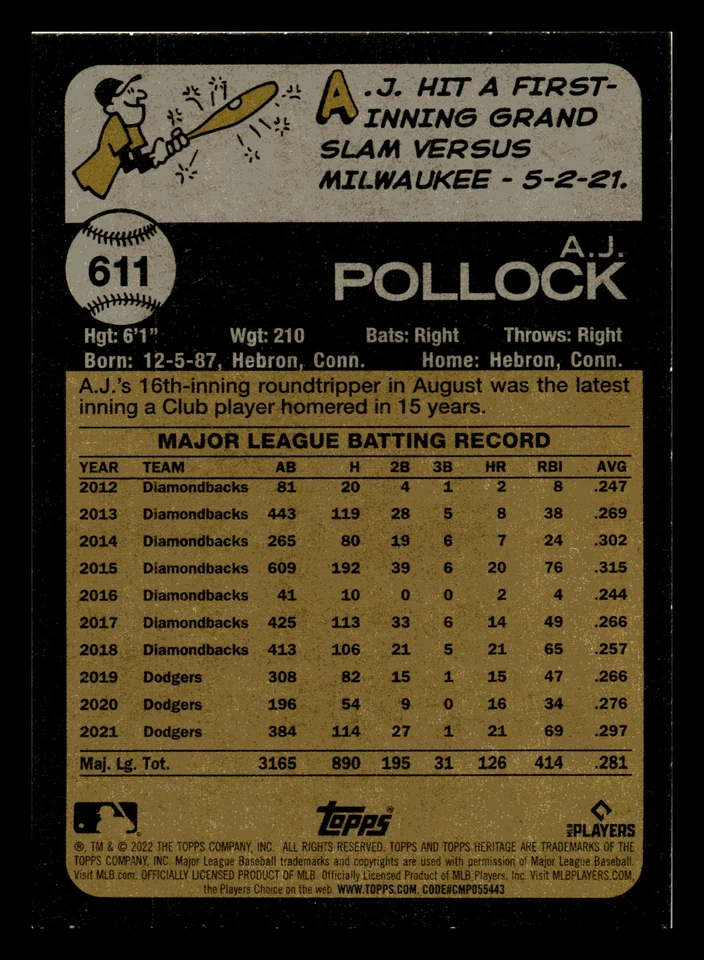 A.J. HIT A FIRST-
INNING GRAND
SLAM VERSUS
MILWAUKEE - 5-2-21.
611
A.J.
POLLOCK
Hgt: 6'1" Wgt: 210 Bats: Right Throws: Right
Born: 12-5-87, Hebron, Conn. Home: Hebron, Conn.
A.J.'s 16th-inning roundtripper in August was the latest
inning a Club player homered in 15 years.
MAJOR LEAGUE BATTING RECORD
YEAR TEAM AB H 2B 3B HR RBI AVG
2012 Diamondbacks 81 20 4 1 2 8 .247
2013 Diamondbacks 443 119 28 5 8 38 .269
2014 Diamondbacks 265 80 19 6 7 24 .302
2015 Diamondbacks 609 192 39 6 20 76 .315
2016 Diamondbacks 41 10 0 0 2 4 .244
2017 Diamondbacks 425 113 33 6 14 49 .266
2018 Diamondbacks 413 106 21 5 21 65 .257
2019 Dodgers 308 82 15 1 15 47 .266
2020 Dodgers 196 54 9 0 16 34 .276
2021 Dodgers 384 114 27 1 21 69 .297
Maj. Lg. Tot. 3165 890 195 31 126 414 .281
Topps® MLB PLAYERS
®, TM & © 2022 THE TOPPS COMPANY, INC. ALL RIGHTS RESERVED. TOPPS AND TOPPS HERITAGE ARE TRADEMARKS OF THE
TOPPS COMPANY, INC. Major League Baseball trademarks and copyrights are used with permission of Major League Baseball.
Visit MLB.com. OFFICIALLY LICENSED PRODUCT OF MLB. Officially Licensed Product of MLB Players, Inc. Visit MLBPLAYERS.COM,
the Players Choice on the web. WWW.TOPPS.COM. CODE#CMP055443